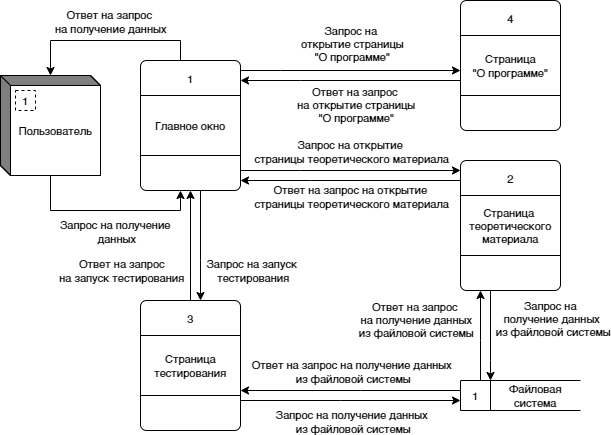 Ответ на запрос
на получение данных
1
Пользователь
Запрос на получение
данных
1
Главное окно
Запрос на
открытие страницы
"О программе"
Ответ на запрос
на открытие страницы
"О программе"
4
Страница
"О программе"
Запрос на открытие
страницы теоретического материала
Ответ на запрос на открытие
страницы теоретического материала
2
Страница
теоретического
материала
Ответ на запрос
на запуск тестирования
Запрос на запуск
тестирования
3
Страница
тестирования
Ответ на запрос
на получение данных
из файловой системы
Запрос на
получение данных
из файловой системы
Ответ на запрос на получение данных
из файловой системы
Запрос на получение данных
из файловой системы
1
Файловая
система